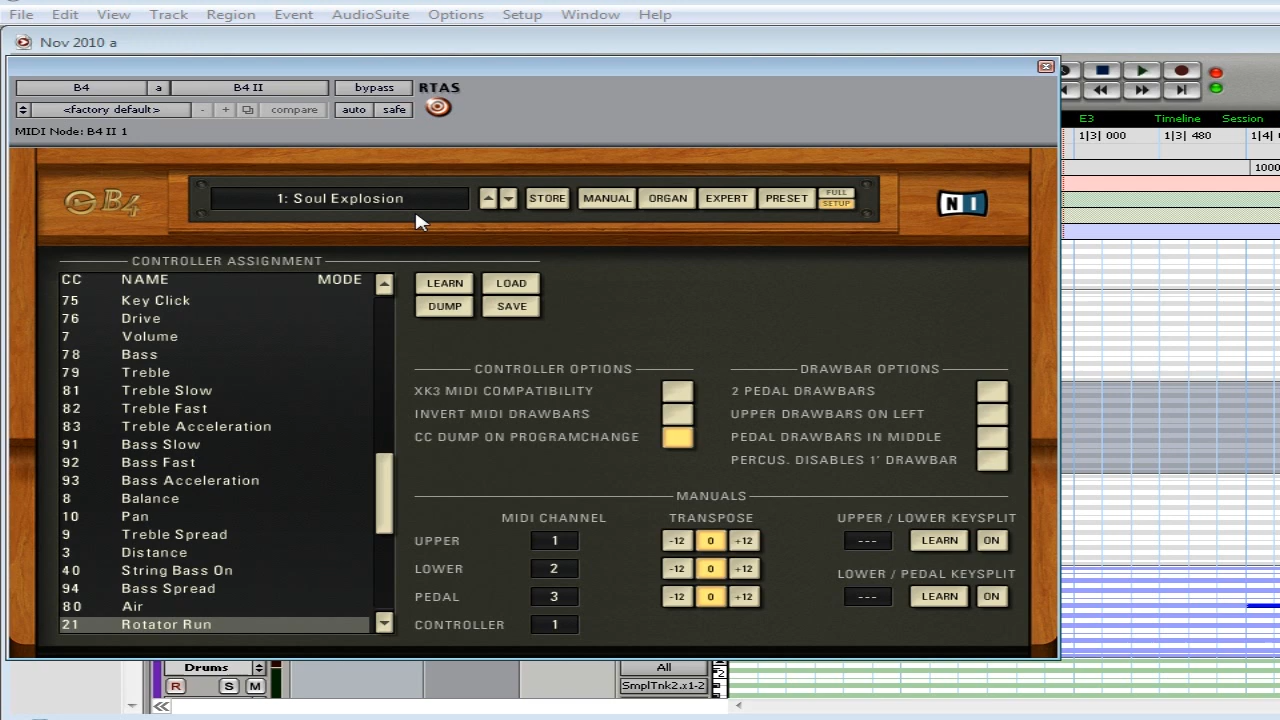 File Edit View Track Region Event AudioSuite Options Setup Window Help
Nov 2010 a
B4 a B4 II bypass RTAS
<factory default> - + compare auto safe
MIDI Node: B4 II 1
E3 Timeline Session
1|3| 000 1|3| 480 1|4|
1000
B4 1: Soul Explosion STORE MANUAL ORGAN EXPERT PRESET FULL SETUP NI
CONTROLLER ASSIGNMENT
CC NAME MODE
75 Key Click
76 Drive
7 Volume
78 Bass
79 Treble
81 Treble Slow
82 Treble Fast
83 Treble Acceleration
91 Bass Slow
92 Bass Fast
93 Bass Acceleration
8 Balance
10 Pan
9 Treble Spread
3 Distance
40 String Bass On
94 Bass Spread
80 Air
21 Rotator Run
LEARN LOAD
DUMP SAVE
CONTROLLER OPTIONS
XK3 MIDI COMPATIBILITY
INVERT MIDI DRAWBARS
CC DUMP ON PROGRAMCHANGE
DRAWBAR OPTIONS
2 PEDAL DRAWBARS
UPPER DRAWBARS ON LEFT
PEDAL DRAWBARS IN MIDDLE
PERCUS. DISABLES 1' DRAWBAR
MANUALS
MIDI CHANNEL TRANSPOSE UPPER / LOWER KEYSPLIT
UPPER 1 -12 0 +12 --- LEARN ON
LOWER 2 -12 0 +12 LOWER / PEDAL KEYSPLIT
PEDAL 3 -12 0 +12 --- LEARN ON
CONTROLLER 1
Drums All
R S M SmplTnk2.x1-2